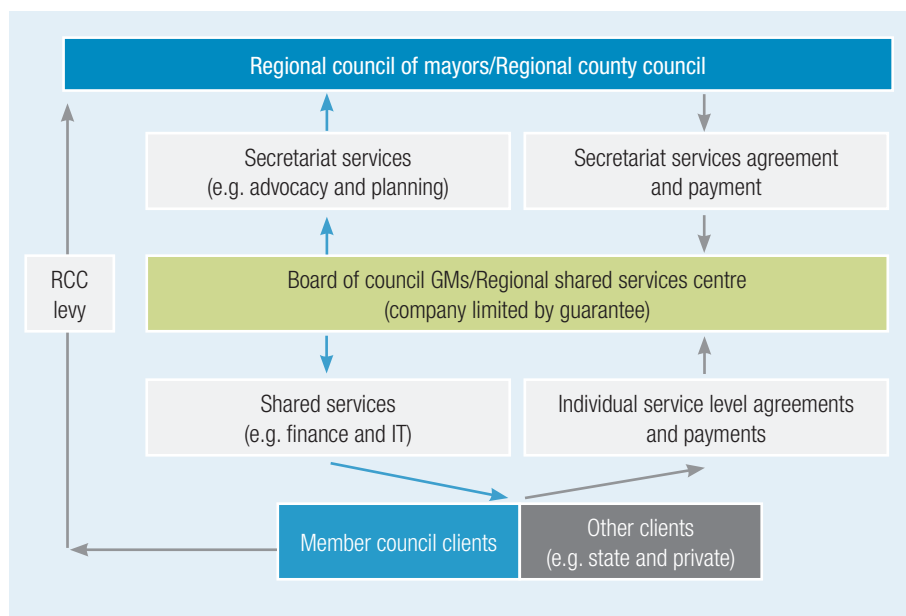 Regional council of mayors/Regional county council
Secretariat services
(e.g. advocacy and planning)
Secretariat services agreement
and payment
RCC
levy
Board of council GMs/Regional shared services centre
(company limited by guarantee)
Shared services
(e.g. finance and IT)
Individual service level agreements
and payments
Member council clients
Other clients
(e.g. state and private)